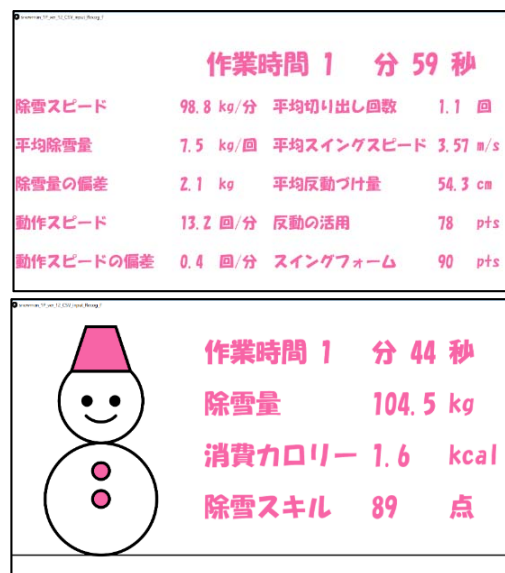 作業時間 1 分 59 秒
除雪スピード 98.8 kg/分 平均切り出し回数 1.1 回
平均除雪量 7.5 kg/回 平均スイングスピード 3.57 m/s
除雪量の偏差 2.1 kg 平均反動づけ量 54.3 cm
動作スピード 13.2 回/分 反動の活用 78 pts
動作スピードの偏差 0.4 回/分 スイングフォーム 90 pts
作業時間 1 分 44 秒
除雪量 104.5 kg
消費カロリー 1.6 kcal
除雪スキル 89 点